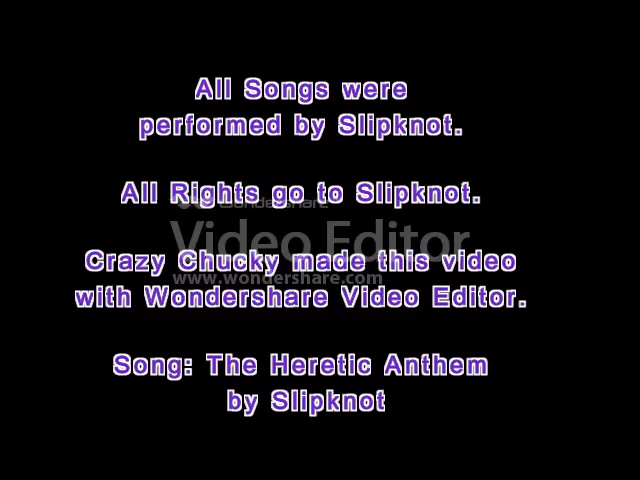 All Songs were
performed by Slipknot.
All Rights go to Slipknot.
Wondershare
Video Editor
Crazy Chucky made this video
www.wondershare.com
with Wondershare Video Editor.
Song: The Heretic Anthem
by Slipknot